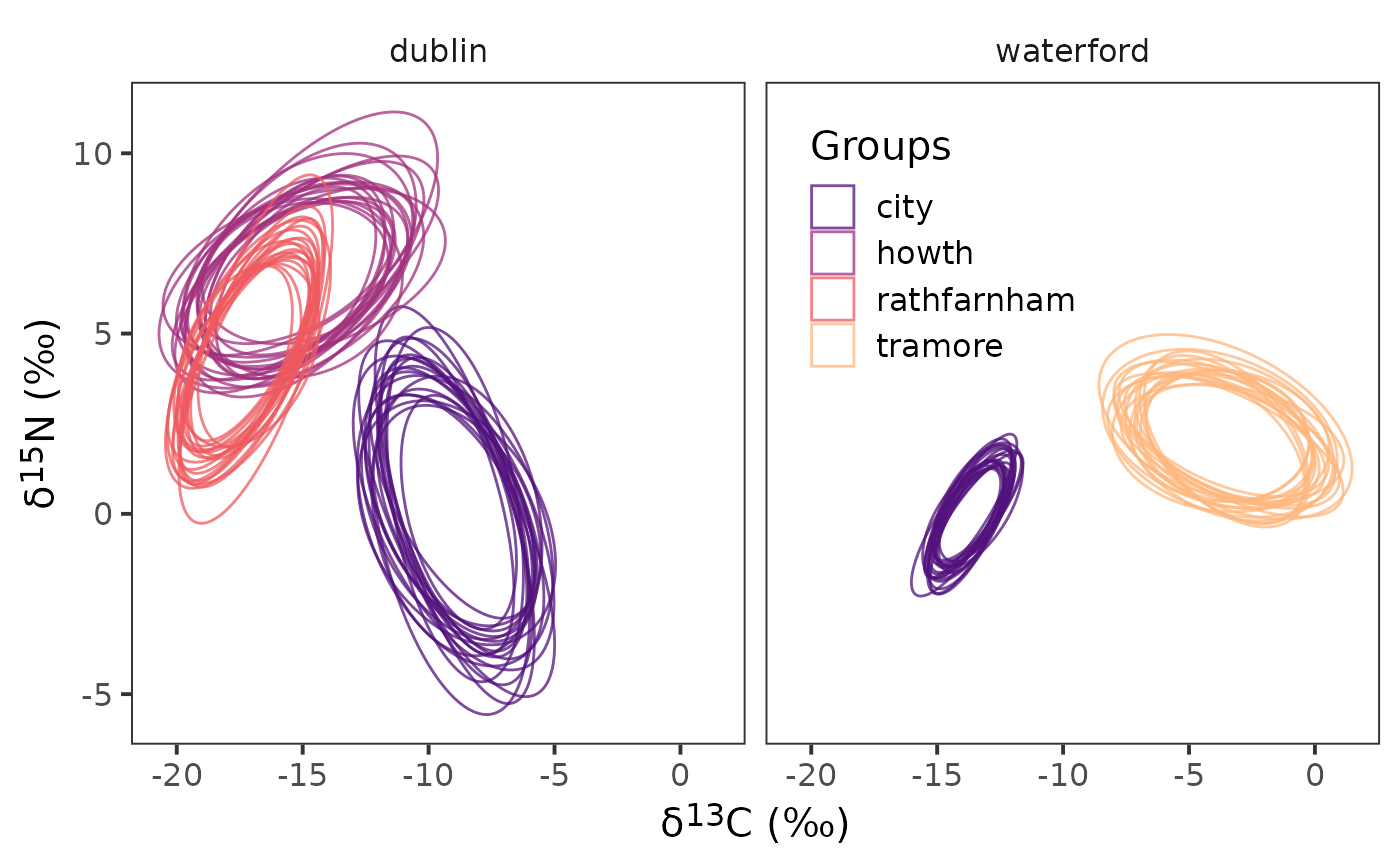 dublin
waterford
10
5
0
-5
δ¹⁵N (‰)
Groups
city
howth
rathfarnham
tramore
-20 -15 -10 -5 0
-20 -15 -10 -5 0
δ¹³C (‰)